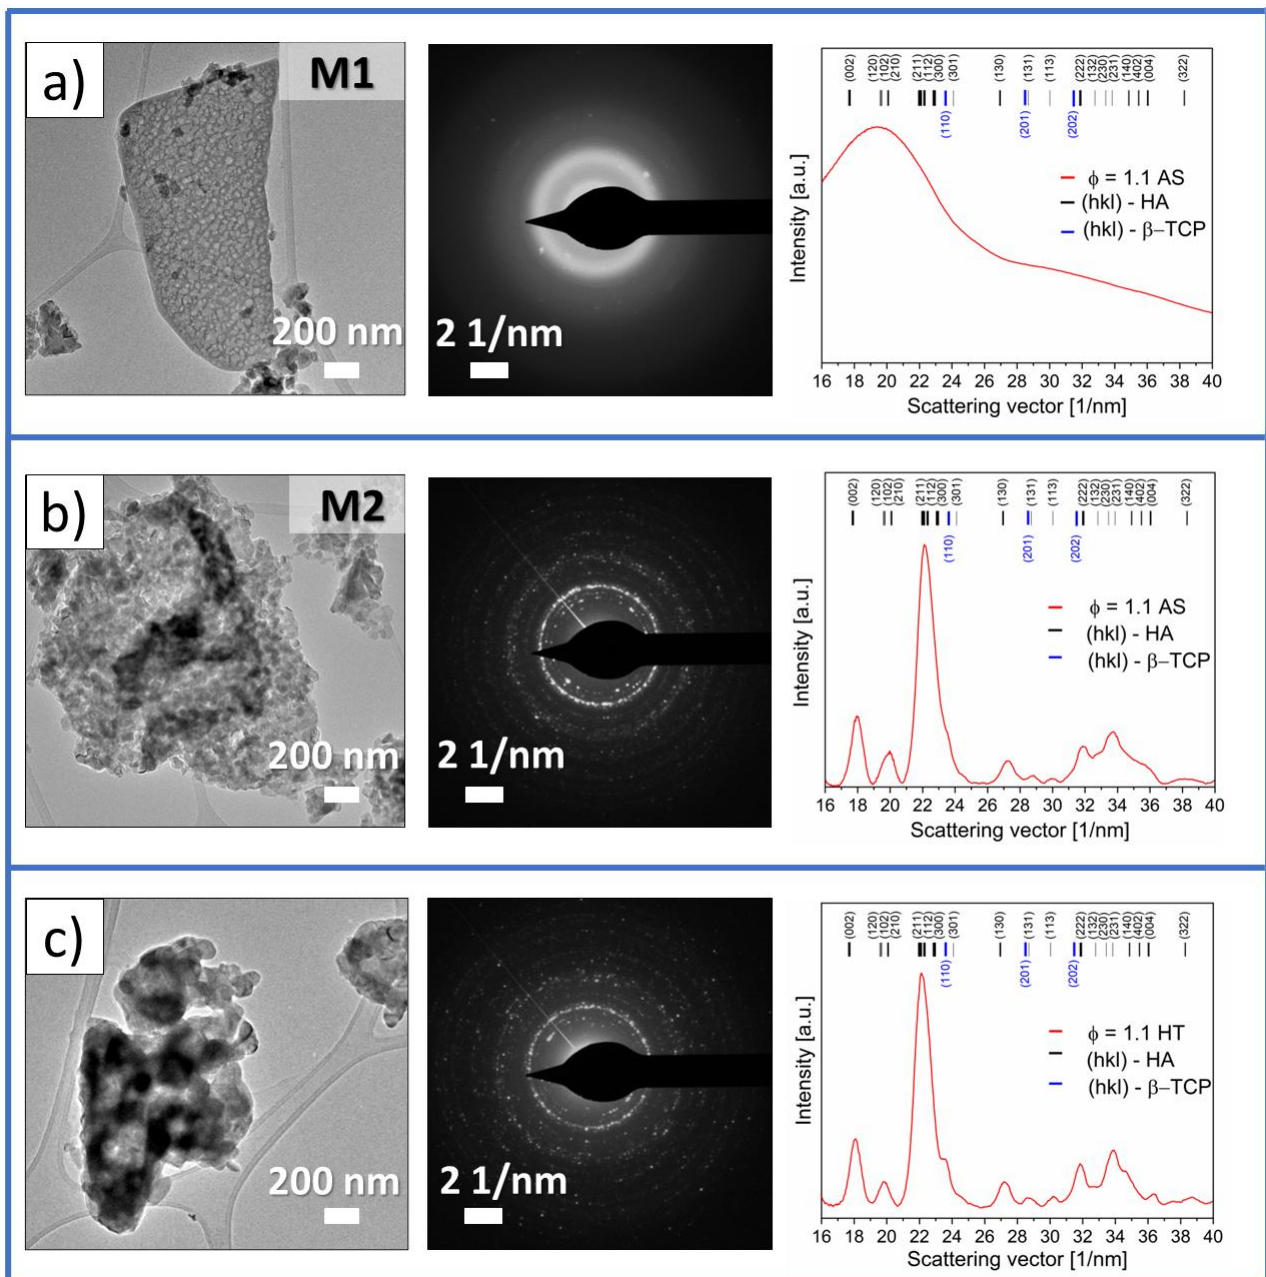 a)
M1
200 nm
2 1/nm
(002)
(120)
(102)
(210)
(211)
(112)
(300)
(301)
(130)
(131)
(113)
(222)
(132)
(230)
(231)
(140)
(402)
(004)
(322)
(110)
(201)
(202)
ϕ = 1.1 AS
(hkl) - HA
(hkl) - β–TCP
Intensity [a.u.]
16 18 20 22 24 26 28 30 32 34 36 38 40
Scattering vector [1/nm]
b)
M2
200 nm
2 1/nm
(002)
(120)
(102)
(210)
(211)
(112)
(300)
(301)
(130)
(131)
(113)
(222)
(132)
(230)
(231)
(140)
(402)
(004)
(322)
(110)
(201)
(202)
ϕ = 1.1 AS
(hkl) - HA
(hkl) - β–TCP
Intensity [a.u.]
16 18 20 22 24 26 28 30 32 34 36 38 40
Scattering vector [1/nm]
c)
200 nm
2 1/nm
(002)
(120)
(102)
(210)
(211)
(112)
(300)
(301)
(130)
(131)
(113)
(222)
(132)
(230)
(231)
(140)
(402)
(004)
(322)
(110)
(201)
(202)
ϕ = 1.1 HT
(hkl) - HA
(hkl) - β–TCP
Intensity [a.u.]
16 18 20 22 24 26 28 30 32 34 36 38 40
Scattering vector [1/nm]